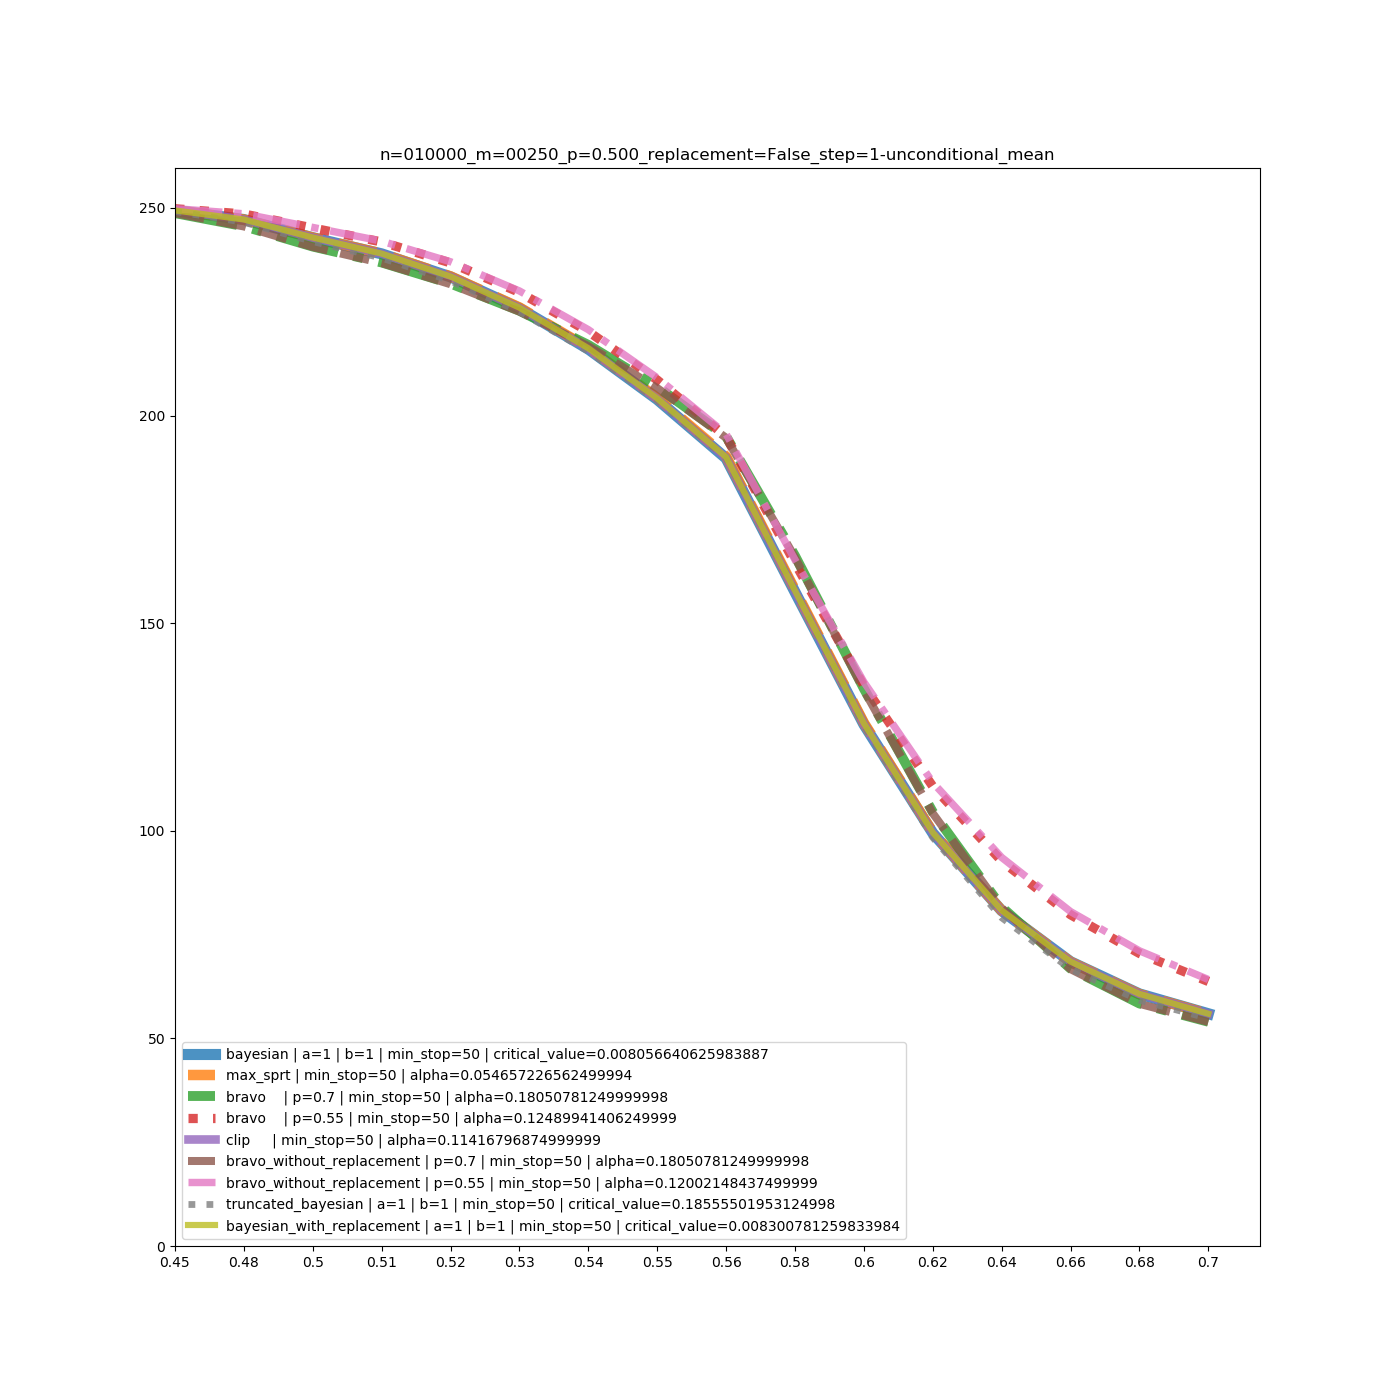 n=010000_m=00250_p=0.500_replacement=False_step=1-unconditional_mean
250
200
150
100
50
0
bayesian | a=1 | b=1 | min_stop=50 | critical_value=0.008056640625983887
max_sprt | min_stop=50 | alpha=0.054657226562499994
bravo    | p=0.7 | min_stop=50 | alpha=0.18050781249999998
bravo    | p=0.55 | min_stop=50 | alpha=0.12489941406249999
clip     | min_stop=50 | alpha=0.11416796874999999
bravo_without_replacement | p=0.7 | min_stop=50 | alpha=0.18050781249999998
bravo_without_replacement | p=0.55 | min_stop=50 | alpha=0.12002148437499999
truncated_bayesian | a=1 | b=1 | min_stop=50 | critical_value=0.18555501953124998
bayesian_with_replacement | a=1 | b=1 | min_stop=50 | critical_value=0.008300781259833984
0.45 0.48 0.5 0.51 0.52 0.53 0.54 0.55 0.56 0.58 0.6 0.62 0.64 0.66 0.68 0.7